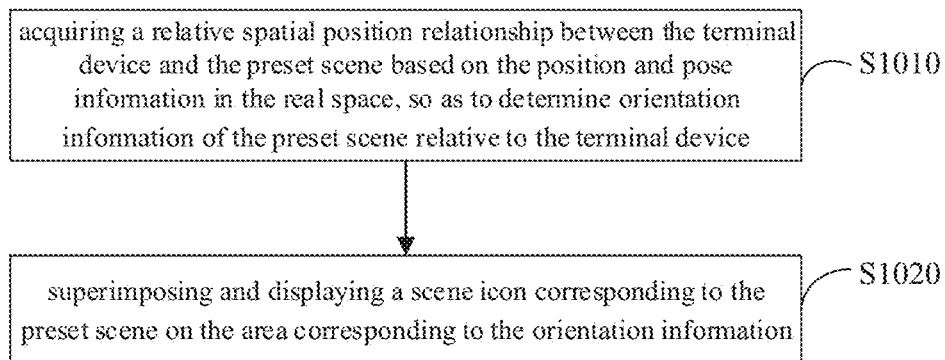 acquiring a relative spatial position relationship between the terminal
device and the preset scene based on the position and pose
information in the real space, so as to determine orientation
information of the preset scene relative to the terminal device
S1010
superimposing and displaying a scene icon corresponding to the
preset scene on the area corresponding to the orientation information
S1020